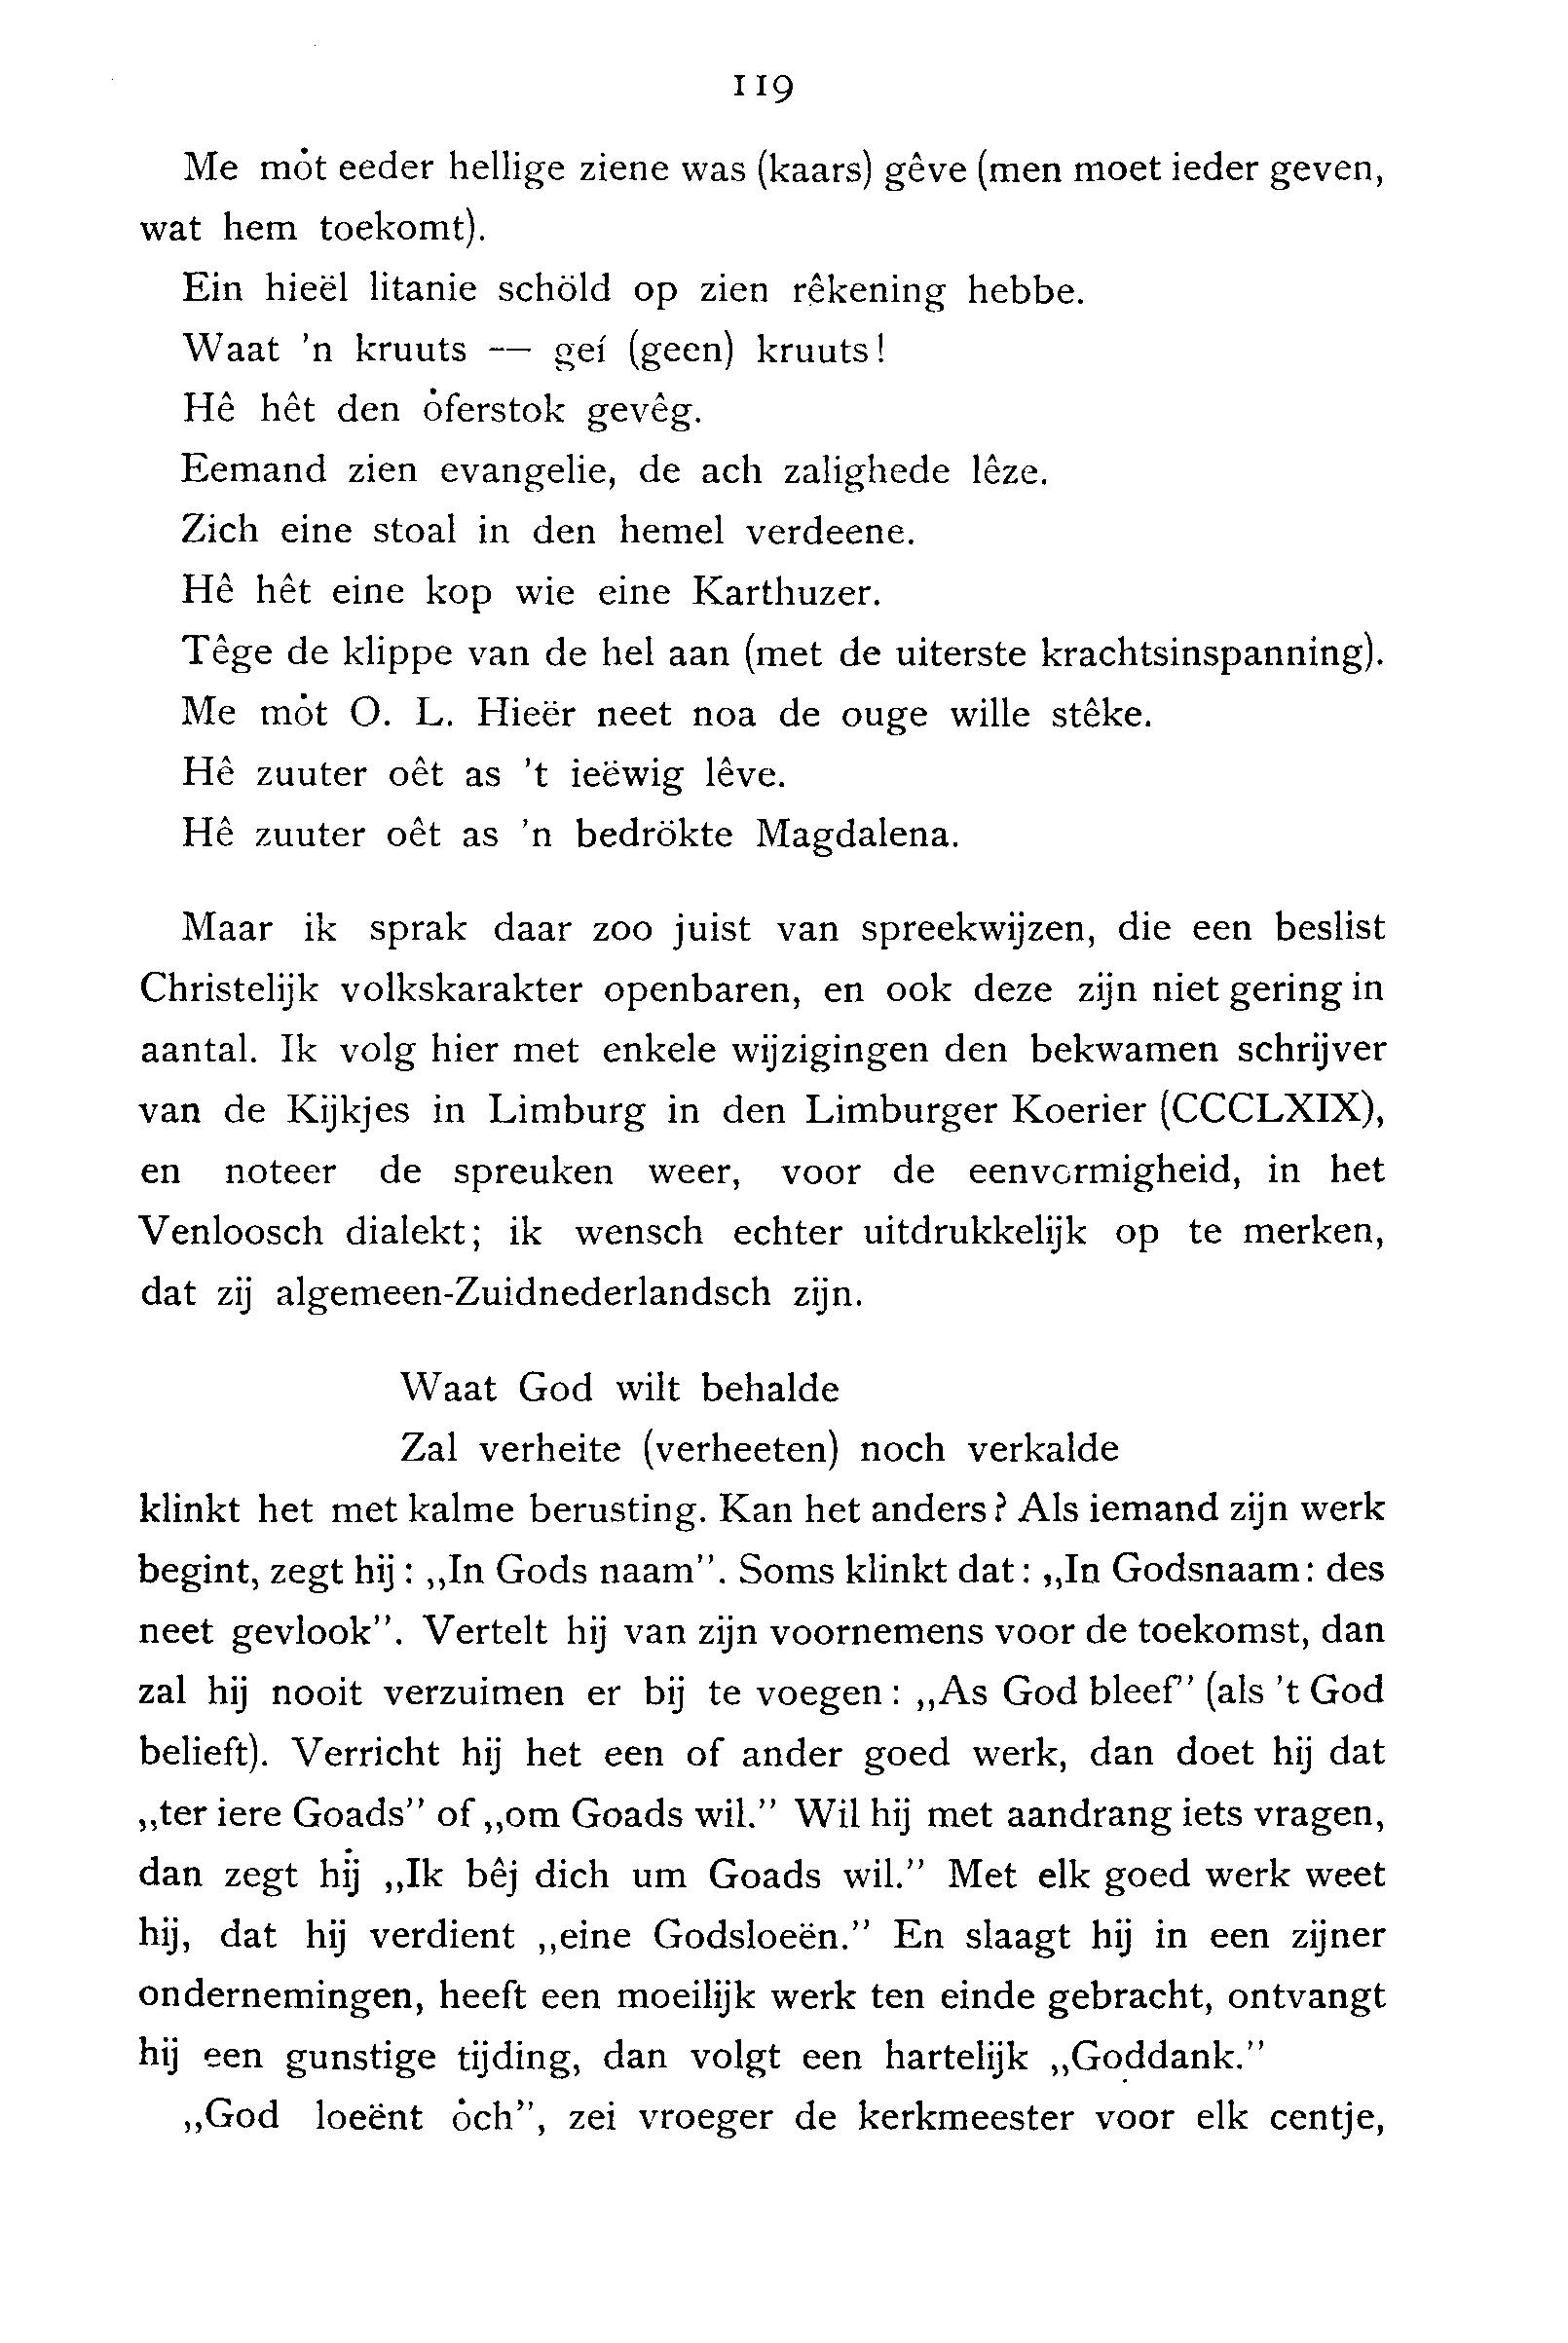 119
Me mȯt eeder hellige ziene was (kaars) gêve (men moet ieder geven,
wat hem toekomt).
Ein hieël litanie schöld op zien rêkening hebbe.
Waat 'n kruuts — geí (geen) kruuts!
Hê hêt den ȯferstok gevêg.
Eemand zien evangelie, de ach zalighede lêze.
Zich eine stoal in den hemel verdeene.
Hê hêt eine kop wie eine Karthuzer.
Têge de klippe van de hel aan (met de uiterste krachtsinspanning).
Me mȯt O. L. Hieër neet noa de ouge wille stêke.
Hê zuuter oêt as 't ieëwig lêve.
Hê zuuter oêt as 'n bedrökte Magdalena.
Maar ik sprak daar zoo juist van spreekwijzen, die een beslist
Christelijk volkskarakter openbaren, en ook deze zijn niet gering in
aantal. Ik volg hier met enkele wijzigingen den bekwamen schrijver
van de Kijkjes in Limburg in den Limburger Koerier (CCCLXIX),
en noteer de spreuken weer, voor de eenvormigheid, in het
Venloosch dialekt; ik wensch echter uitdrukkelijk op te merken,
dat zij algemeen-Zuidnederlandsch zijn.
Waat God wilt behalde
Zal verheite (verheeten) noch verkalde
klinkt het met kalme berusting. Kan het anders? Als iemand zijn werk
begint, zegt hij: „In Gods naam”. Soms klinkt dat: „In Godsnaam: des
neet gevlook”. Vertelt hij van zijn voornemens voor de toekomst, dan
zal hij nooit verzuimen er bij te voegen: „As God bleef” (als 't God
belieft). Verricht hij het een of ander goed werk, dan doet hij dat
„ter iere Goads” of „om Goads wil.” Wil hij met aandrang iets vragen,
dan zegt hij „Ik bêj dich um Goads wil.” Met elk goed werk weet
hij, dat hij verdient „eine Godsloeën.” En slaagt hij in een zijner
ondernemingen, heeft een moeilijk werk ten einde gebracht, ontvangt
hij een gunstige tijding, dan volgt een hartelijk „Goddank.”
„God loeënt ȯch”, zei vroeger de kerkmeester voor elk centje,